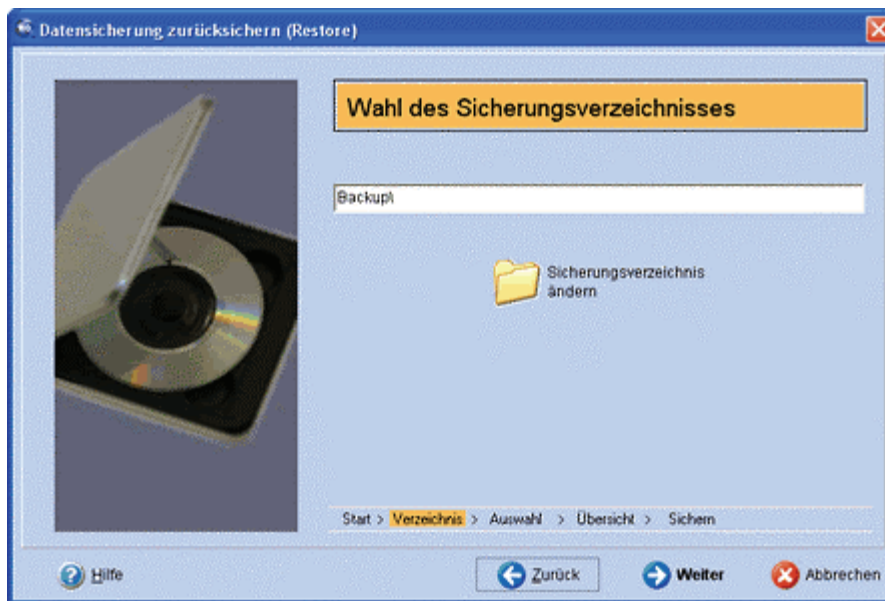 Datensicherung zurücksichern (Restore)
Wahl des Sicherungsverzeichnisses
Backup\
Sicherungsverzeichnis
ändern
Start > Verzeichnis > Auswahl > Übersicht > Sichern
Hilfe
Zurück
Weiter
Abbrechen